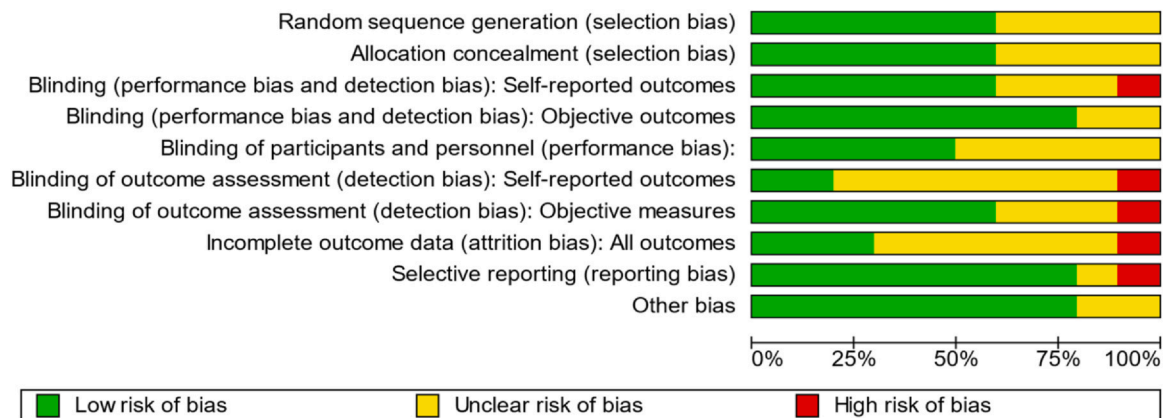 Random sequence generation (selection bias)
Allocation concealment (selection bias)
Blinding (performance bias and detection bias): Self-reported outcomes
Blinding (performance bias and detection bias): Objective outcomes
Blinding of participants and personnel (performance bias):
Blinding of outcome assessment (detection bias): Self-reported outcomes
Blinding of outcome assessment (detection bias): Objective measures
Incomplete outcome data (attrition bias): All outcomes
Selective reporting (reporting bias)
Other bias
0% 25% 50% 75% 100%
Low risk of bias Unclear risk of bias High risk of bias